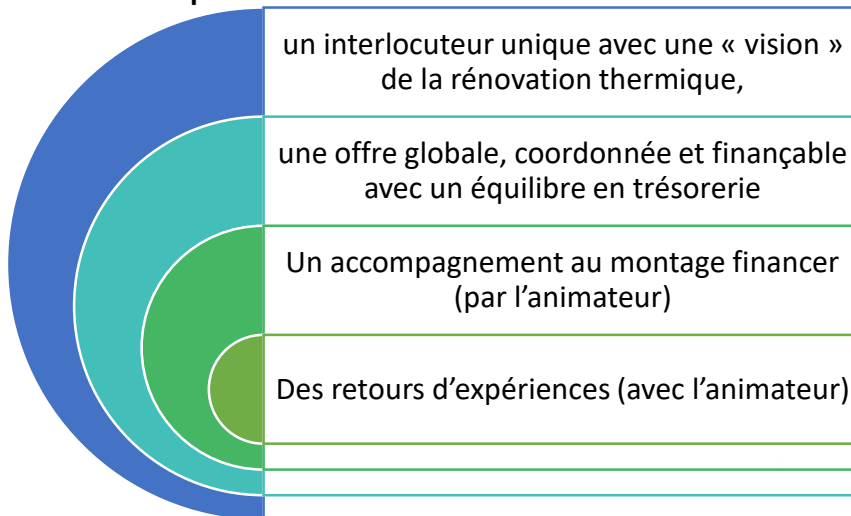 un interlocuteur unique avec une « vision »
de la rénovation thermique,
une offre globale, coordonnée et finançable
avec un équilibre en trésorerie
Un accompagnement au montage financer
(par l’animateur)
Des retours d’expériences (avec l’animateur)